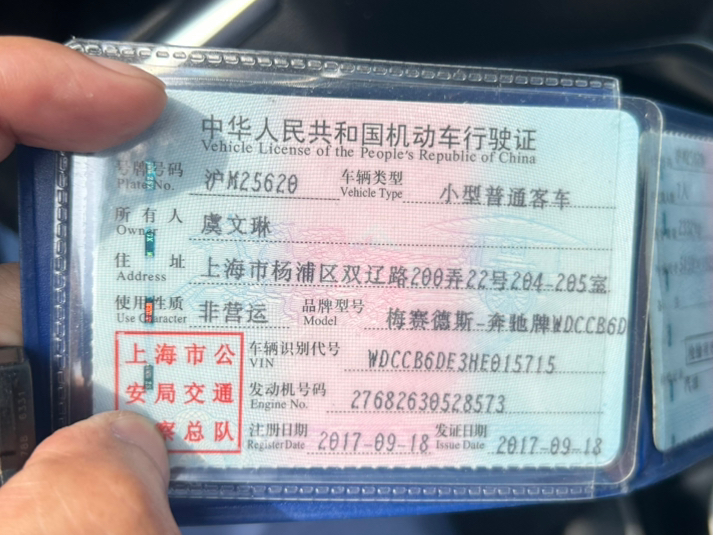 中华人民共和国机动车行驶证
Vehicle License of the People's Republic of China
号牌号码 沪M25620 车辆类型 小型普通客车
Plate No. Vehicle Type
所有人 虞文琳
Owner
住址 上海市杨浦区双辽路200弄22号204-205室
Address
使用性质 非营运 品牌型号 梅赛德斯-奔驰牌WDCCB6D
Use Character Model
上海市公 车辆识别代号 WDCCB6DE3HE015715
VIN
安局交通 发动机号码 27682630528573
Engine No.
察总队 注册日期 2017-09-18 发证日期 2017-09-18
Register Date Issue Date